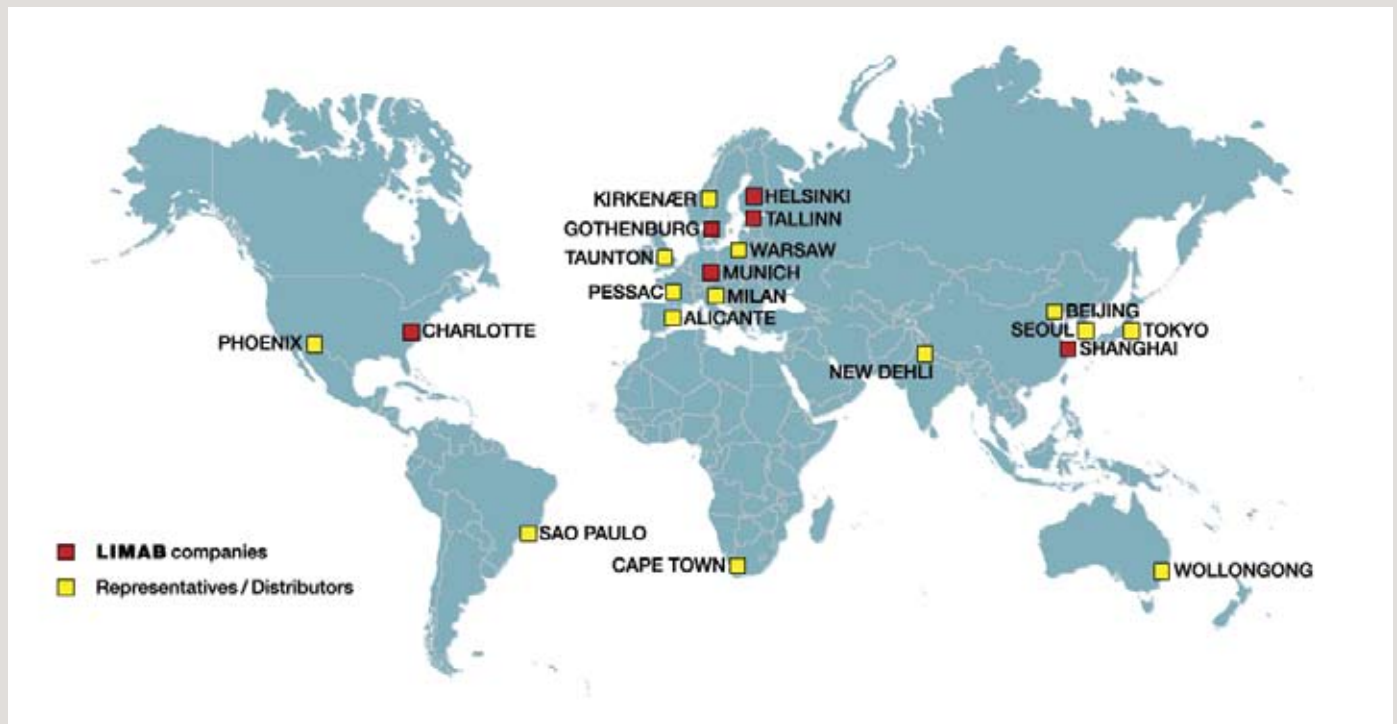 KIRKENÆR
HELSINKI
TALLINN
GOTHENBURG
TAUNTON
WARSAW
MUNICH
PESSAC
MILAN
ALICANTE
PHOENIX
CHARLOTTE
BEIJING
SEOUL
TOKYO
SHANGHAI
NEW DEHLI
SAO PAULO
CAPE TOWN
WOLLONGONG
LIMAB companies
Representatives / Distributors